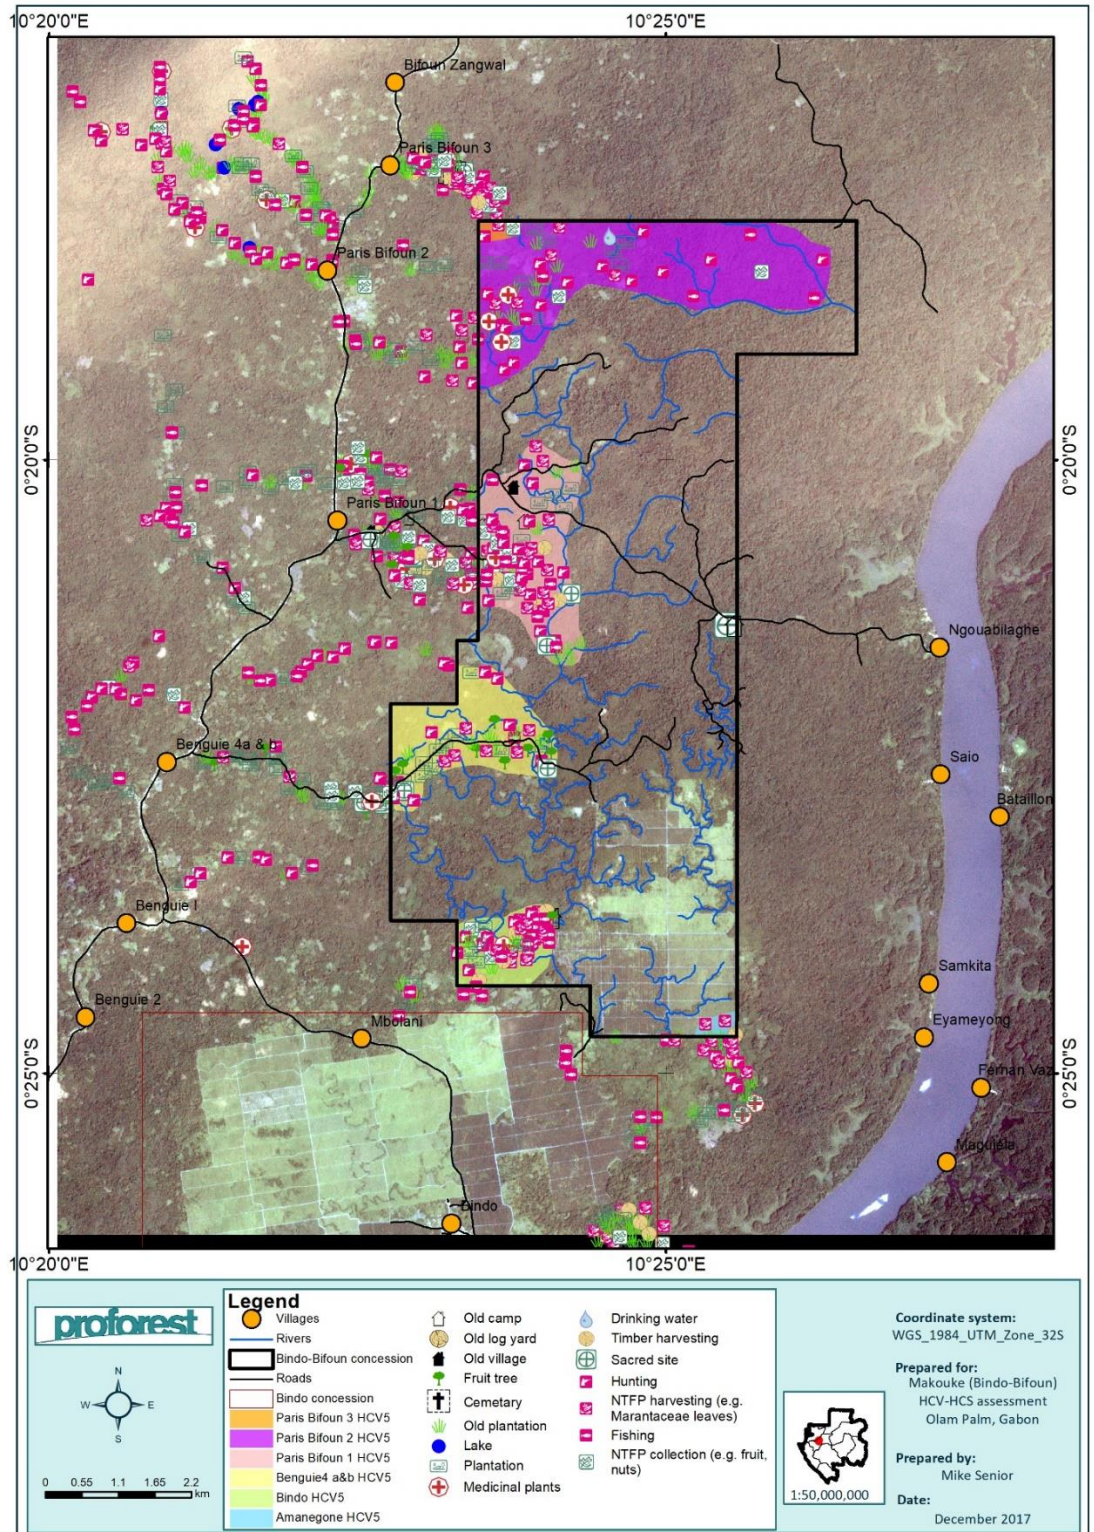 10°20'0"E 10°25'0"E
Bifoun Zangwal
Paris Bifoun 3
Paris Bifoun 2
0°20'0"S 0°20'0"S
Paris Bifoun 1
Ngouabilaghe
Benguie 4a & b
Saio
Bataillon
Benguie I
Samkita
Benguie 2
Mbolani
Eyameyong
0°25'0"S 0°25'0"S
Fernan Vaz
Bindo
10°20'0"E 10°25'0"E
proforest
N
W E
S
0 0.55 1.1 1.65 2.2
km
Legend
Villages
Rivers
Bindo-Bifoun concession
Roads
Bindo concession
Paris Bifoun 3 HCV5
Paris Bifoun 2 HCV5
Paris Bifoun 1 HCV5
Benguie4 a&b HCV5
Bindo HCV5
Amanegone HCV5
Old camp
Old log yard
Old village
Fruit tree
Cemetary
Old plantation
Lake
Plantation
Medicinal plants
Drinking water
Timber harvesting
Sacred site
Hunting
NTFP harvesting (e.g.
Marantaceae leaves)
Fishing
NTFP collection (e.g. fruit,
nuts)
1:50,000,000
Coordinate system:
WGS_1984_UTM_Zone_32S
Prepared for:
Makouke (Bindo-Bifoun)
HCV-HCS assessment
Olam Palm, Gabon
Prepared by:
Mike Senior
Date:
December 2017